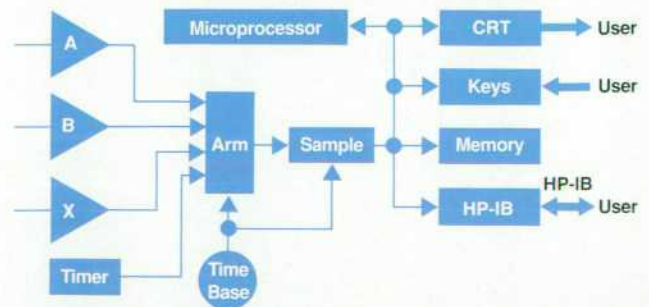 A
Microprocessor
CRT
User
Keys
User
B
Arm
Sample
Memory
HP-IB
X
HP-IB
User
Timer
Time
Base